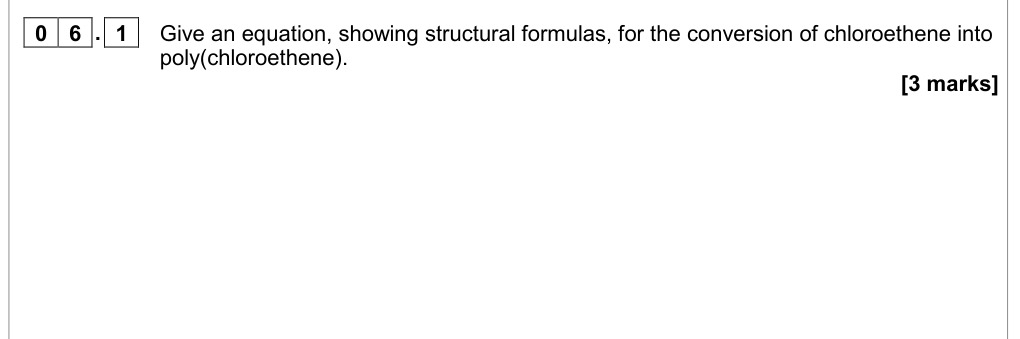 0 6 . 1 Give an equation, showing structural formulas, for the conversion of chloroethene into
poly(chloroethene).
[3 marks]